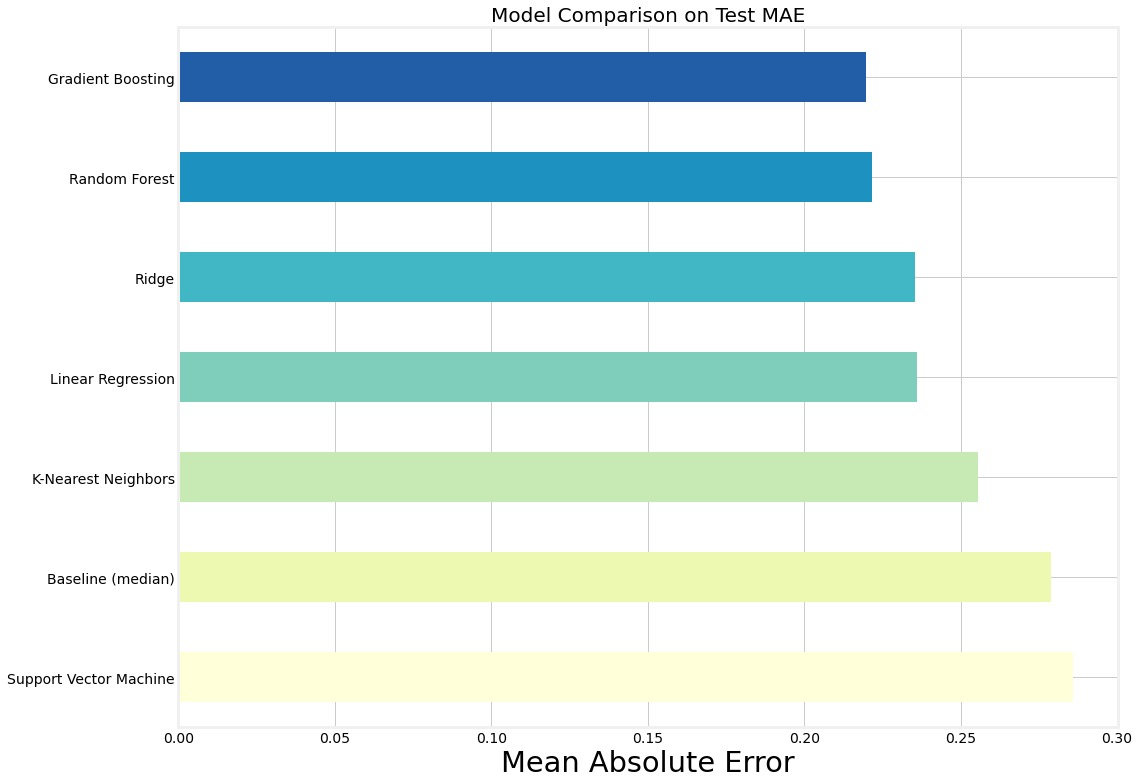 Model Comparison on Test MAE
Gradient Boosting
Random Forest
Ridge
Linear Regression
K-Nearest Neighbors
Baseline (median)
Support Vector Machine
0.00 0.05 0.10 0.15 0.20 0.25 0.30
Mean Absolute Error